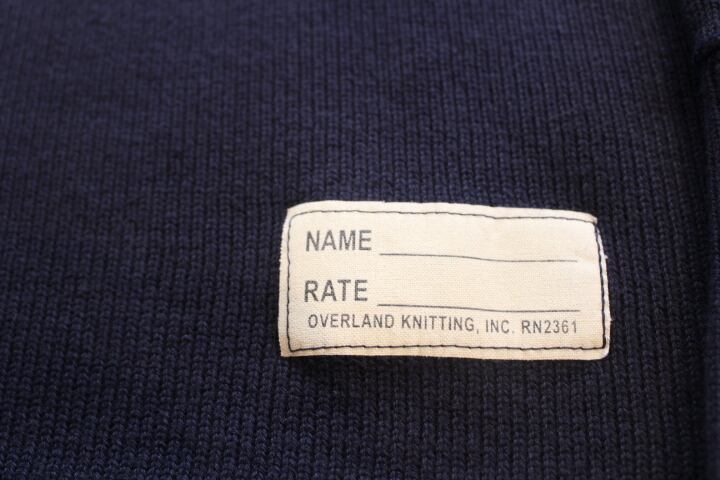 NAME
RATE
OVERLAND KNITTING, INC. RN2361